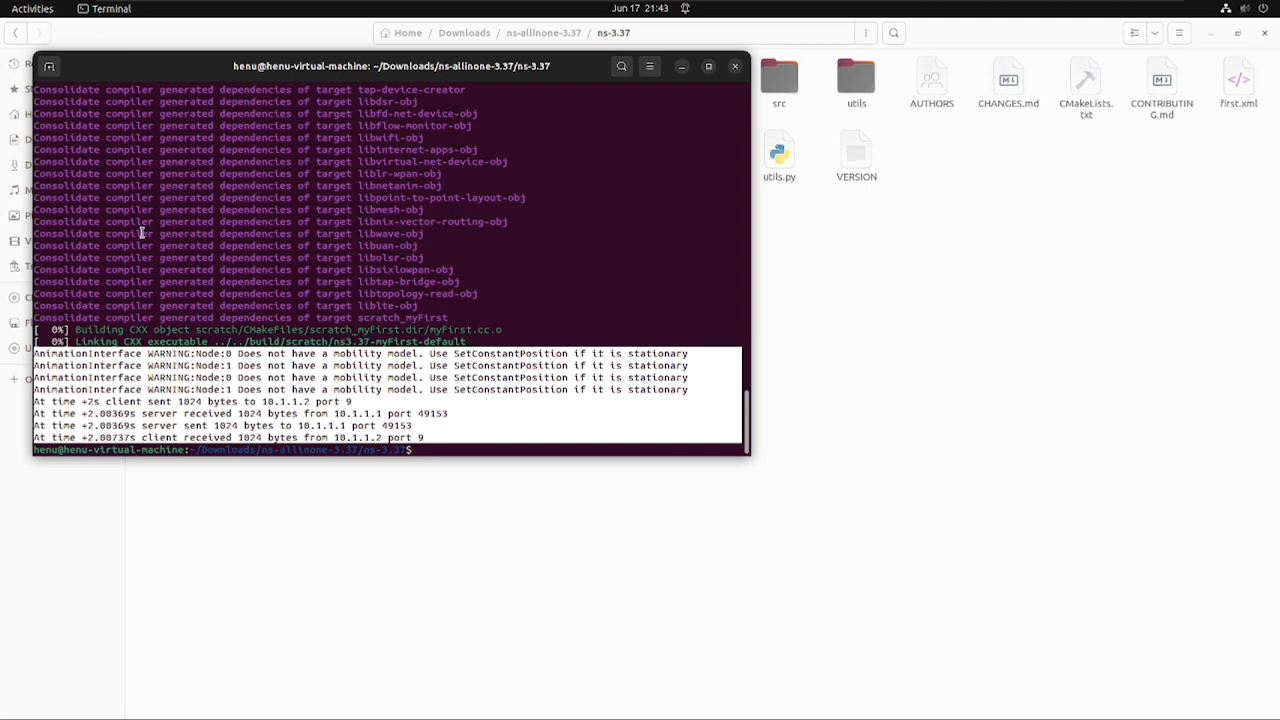 Activities
Terminal
Jun 17 21:43
Home
Downloads
ns-allinone-3.37
ns-3.37
henu@henu-virtual-machine: ~/Downloads/ns-allinone-3.37/ns-3.37
Consolidate compiler generated dependencies of target tap-device-creator
Consolidate compiler generated dependencies of target libdsr-obj
Consolidate compiler generated dependencies of target libfd-net-device-obj
Consolidate compiler generated dependencies of target libflow-monitor-obj
Consolidate compiler generated dependencies of target libwifi-obj
Consolidate compiler generated dependencies of target libinternet-apps-obj
Consolidate compiler generated dependencies of target libvirtual-net-device-obj
Consolidate compiler generated dependencies of target liblr-wpan-obj
Consolidate compiler generated dependencies of target libnetanim-obj
Consolidate compiler generated dependencies of target libpoint-to-point-layout-obj
Consolidate compiler generated dependencies of target libmesh-obj
Consolidate compiler generated dependencies of target libnix-vector-routing-obj
Consolidate compiler generated dependencies of target libwave-obj
Consolidate compiler generated dependencies of target libuan-obj
Consolidate compiler generated dependencies of target libolsr-obj
Consolidate compiler generated dependencies of target libsixlowpan-obj
Consolidate compiler generated dependencies of target libtap-bridge-obj
Consolidate compiler generated dependencies of target libtopology-read-obj
Consolidate compiler generated dependencies of target liblte-obj
Consolidate compiler generated dependencies of target scratch_myFirst
[  0%] Building CXX object scratch/CMakeFiles/scratch_myFirst.dir/myFirst.cc.o
[  0%] Linking CXX executable ../../build/scratch/ns3.37-myFirst-default
AnimationInterface WARNING:Node:0 Does not have a mobility model. Use SetConstantPosition if it is stationary
AnimationInterface WARNING:Node:1 Does not have a mobility model. Use SetConstantPosition if it is stationary
AnimationInterface WARNING:Node:0 Does not have a mobility model. Use SetConstantPosition if it is stationary
AnimationInterface WARNING:Node:1 Does not have a mobility model. Use SetConstantPosition if it is stationary
At time +2s client sent 1024 bytes to 10.1.1.2 port 9
At time +2.00369s server received 1024 bytes from 10.1.1.1 port 49153
At time +2.00369s server sent 1024 bytes to 10.1.1.1 port 49153
At time +2.00737s client received 1024 bytes from 10.1.1.2 port 9
henu@henu-virtual-machine:~/Downloads/ns-allinone-3.37/ns-3.37$
src
utils
AUTHORS
CHANGES.md
CMakeLists.
txt
CONTRIBUTIN
G.md
first.xml
utils.py
VERSION